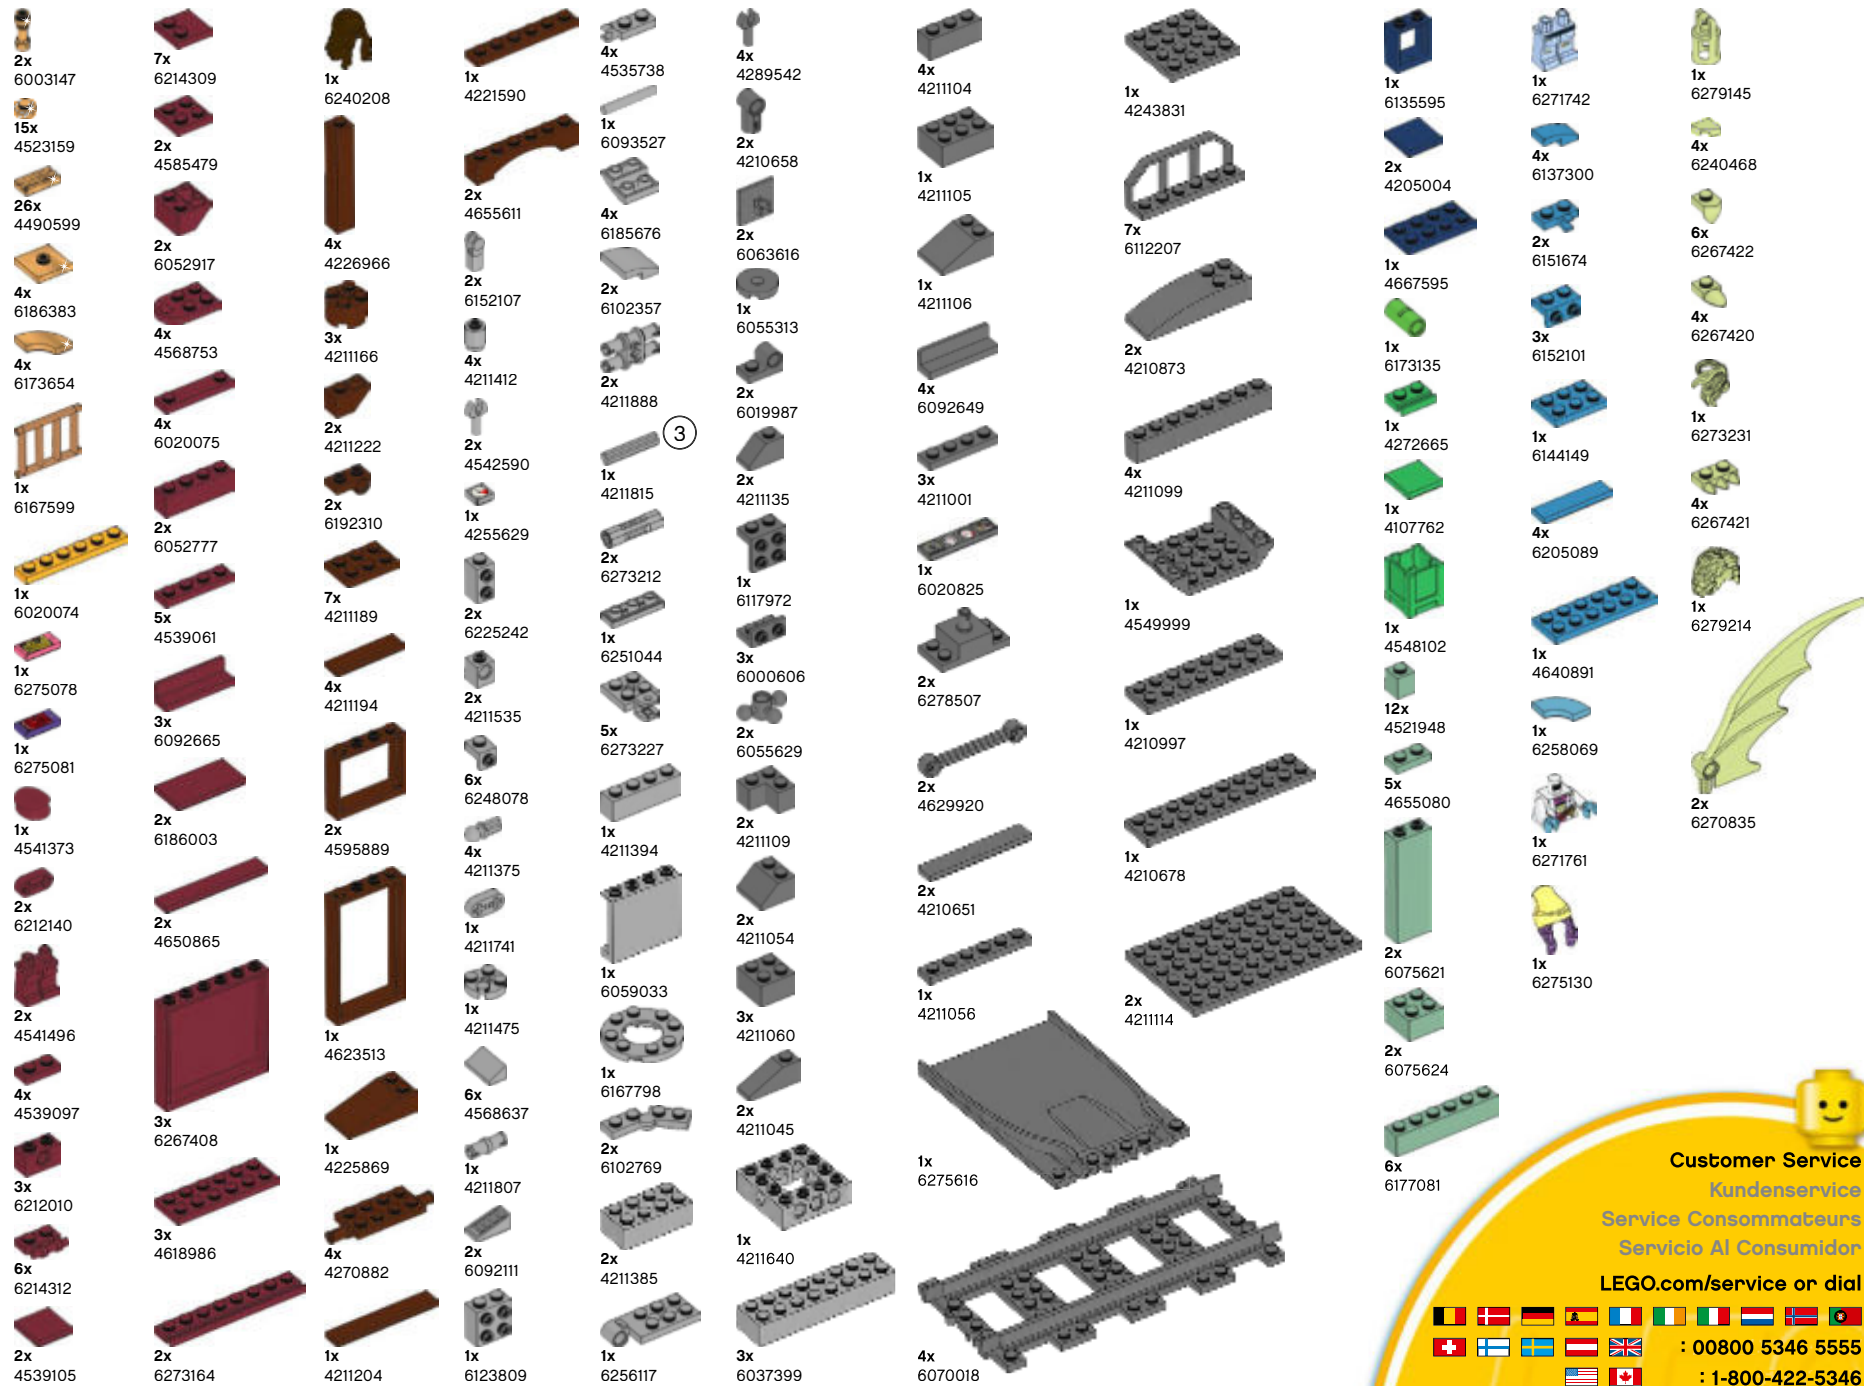 2x
6003147
15x
4523159
26x
4490599
4x
6186383
4x
6173654
1x
6167599
1x
6020074
1x
6275078
1x
6275081
1x
4541373
2x
6212140
2x
4541496
4x
4539097
3x
6212010
6x
6214312
2x
4539105
7x
6214309
2x
4585479
2x
6052917
4x
4568753
4x
6020075
2x
6052777
5x
4539061
3x
6092665
2x
6186003
2x
4650865
3x
6267408
3x
4618986
2x
6273164
1x
6240208
4x
4226966
3x
4211166
2x
4211222
2x
6192310
7x
4211189
4x
4211194
2x
4595889
1x
4623513
1x
4225869
4x
4270882
1x
4211204
1x
4221590
2x
4655611
2x
6152107
4x
4211412
2x
4542590
1x
4255629
2x
6225242
2x
4211535
6x
6248078
4x
4211375
1x
4211741
1x
4211475
6x
4568637
1x
4211807
2x
6092111
1x
6123809
4x
4535738
1x
6093527
4x
6185676
2x
6102357
2x
4211888
3
1x
4211815
2x
6273212
1x
6251044
5x
6273227
1x
4211394
1x
6059033
1x
6167798
2x
6102769
2x
4211385
1x
6256117
4x
4289542
2x
4210658
2x
6063616
1x
6055313
2x
6019987
2x
4211135
1x
6117972
3x
6000606
2x
6055629
2x
4211109
2x
4211054
3x
4211060
2x
4211045
1x
4211640
3x
6037399
4x
4211104
1x
4211105
1x
4211106
4x
6092649
3x
4211001
1x
6020825
2x
6278507
2x
4629920
2x
4210651
1x
4211056
1x
6275616
4x
6070018
1x
4243831
7x
6112207
2x
4210873
4x
4211099
1x
4549999
1x
4210997
1x
4210678
2x
4211114
1x
6135595
2x
4205004
1x
4667595
1x
6173135
1x
4272665
1x
4107762
1x
4548102
12x
4521948
5x
4655080
2x
6075621
2x
6075624
6x
6177081
1x
6271742
4x
6137300
2x
6151674
3x
6152101
1x
6144149
4x
6205089
1x
4640891
1x
6258069
1x
6271761
1x
6275130
1x
6279145
4x
6240468
6x
6267422
4x
6267420
1x
6273231
4x
6267421
1x
6279214
2x
6270835
Customer Service
Kundenservice
Service Consommateurs
Servicio Al Consumidor
LEGO.com/service or dial
: 00800 5346 5555
: 1-800-422-5346